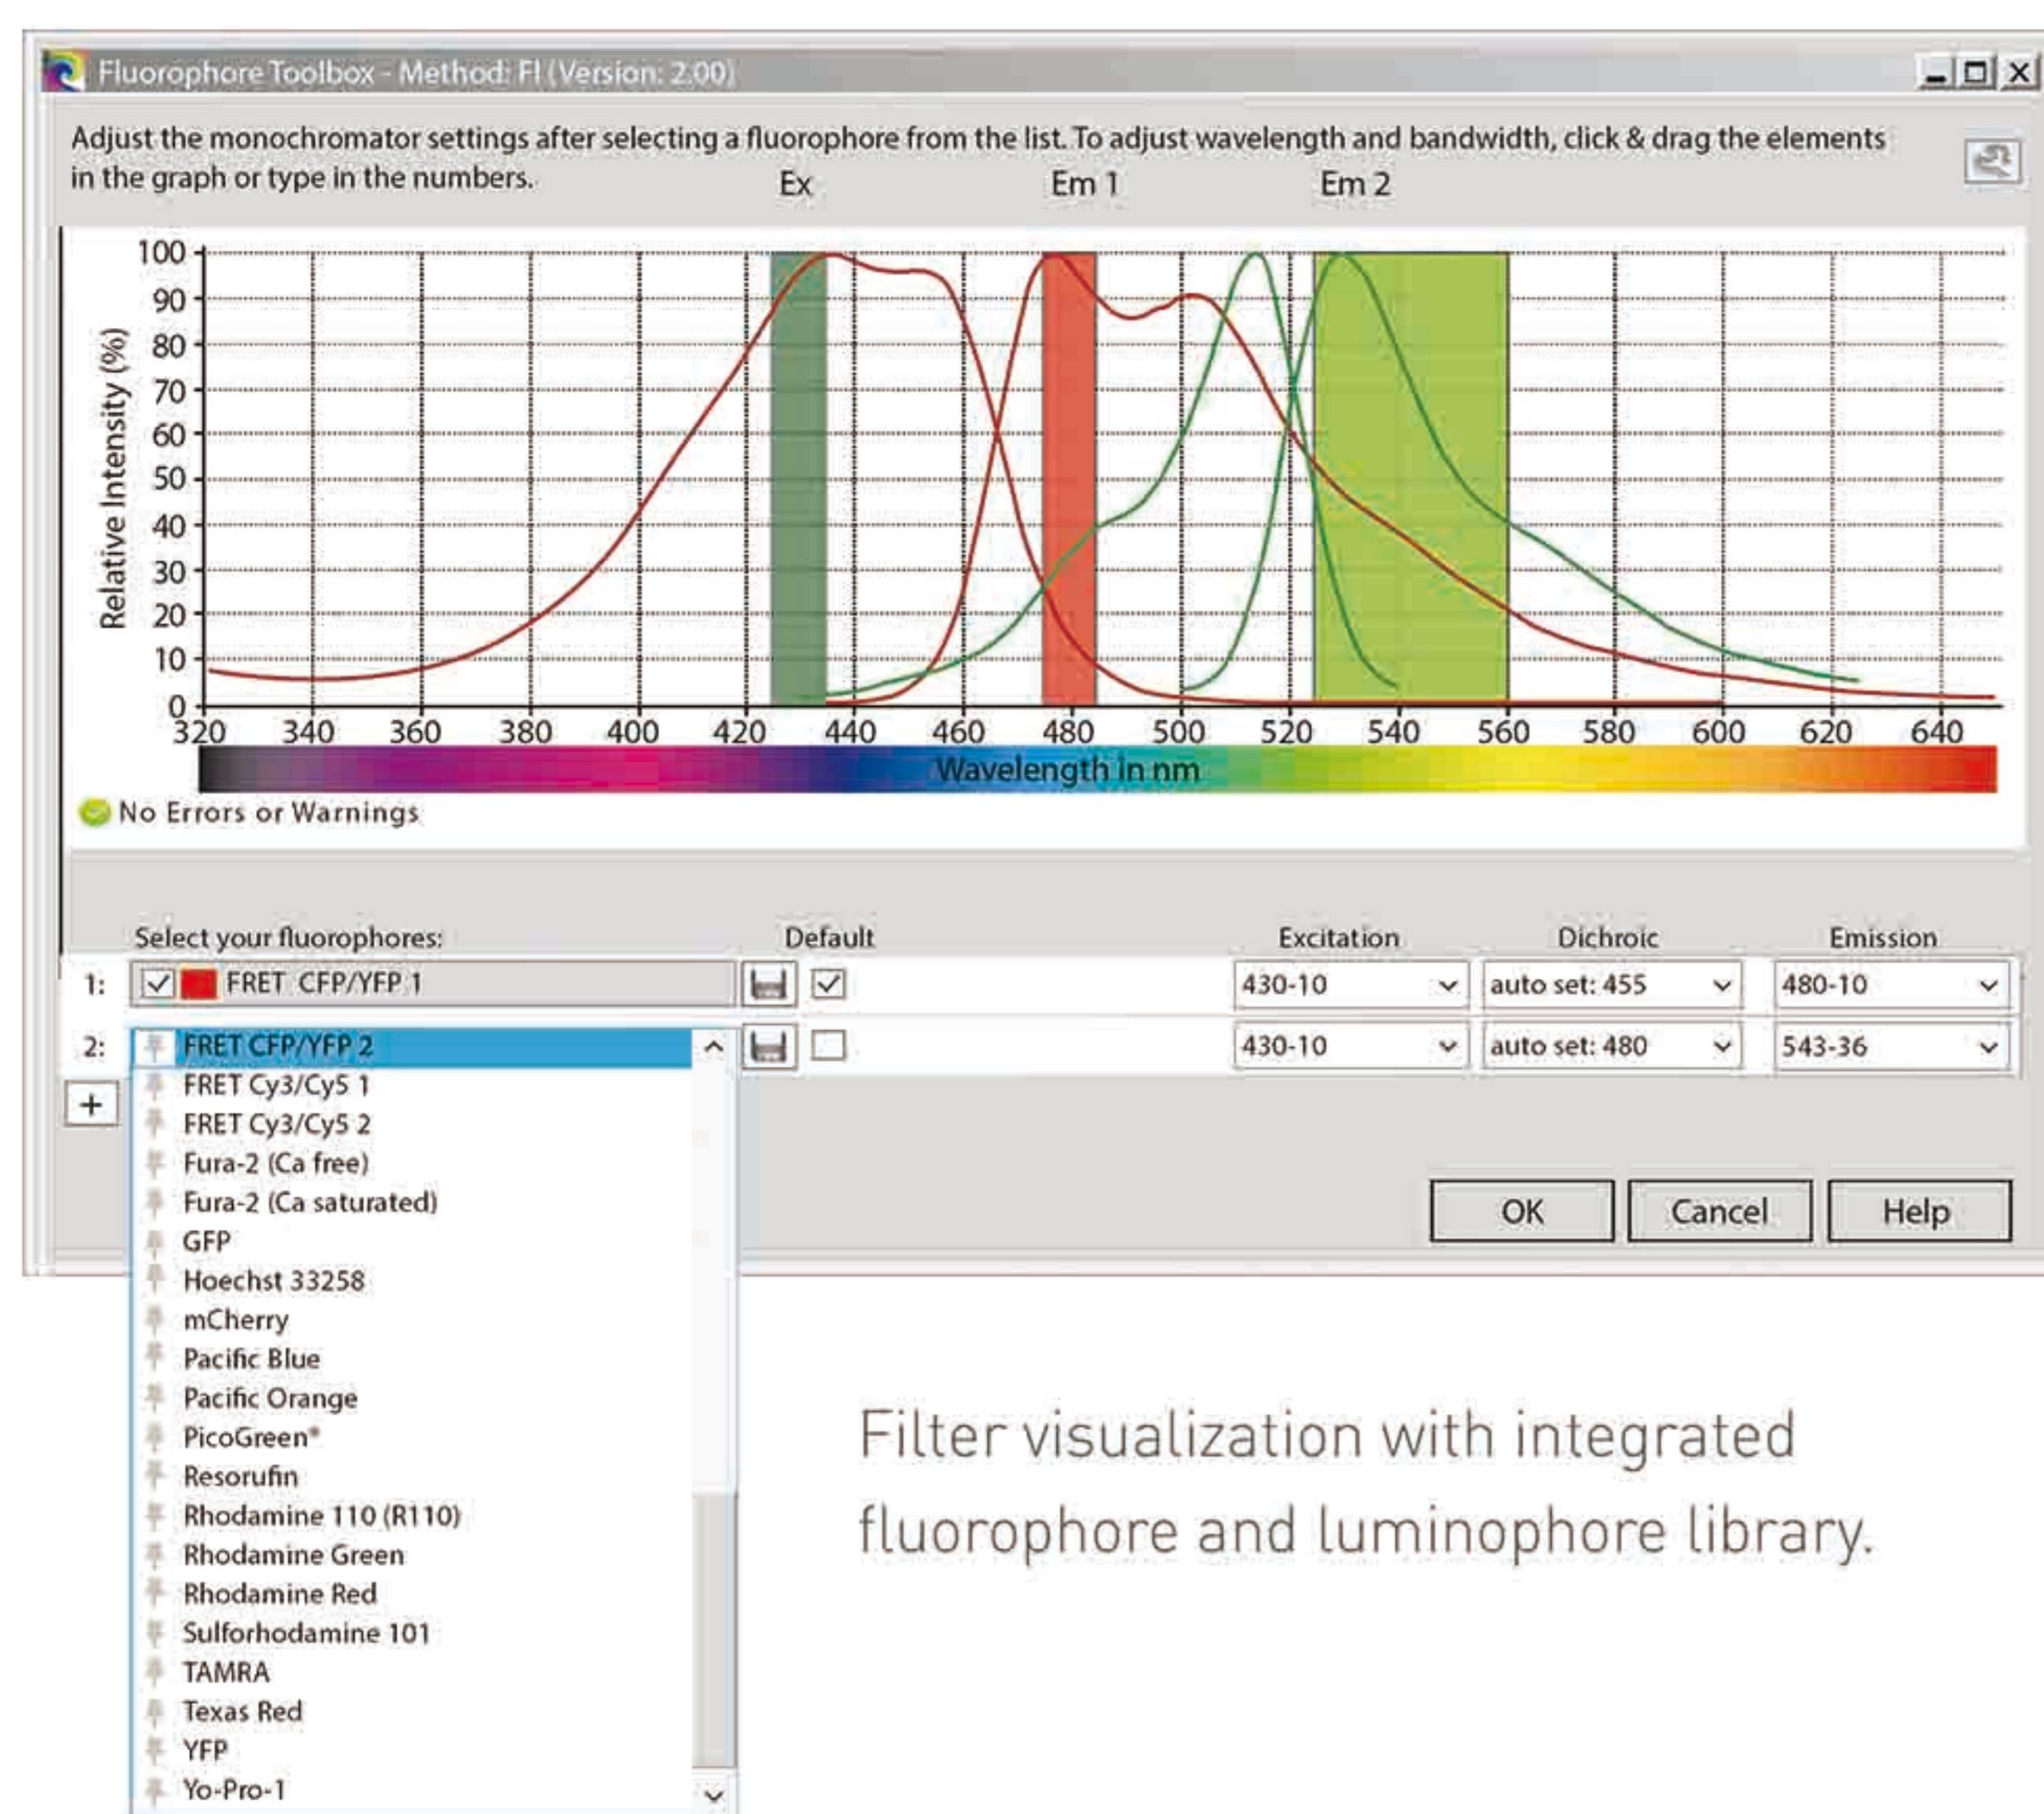 Fluorophore Toolbox - Method: FI (Version: 2.00)
Adjust the monochromator settings after selecting a fluorophore from the list. To adjust wavelength and bandwidth, click & drag the elements
in the graph or type in the numbers.
Ex Em 1 Em 2
Relative Intensity (%)
100
90
80
70
60
50
40
30
20
10
0
320 340 360 380 400 420 440 460 480 500 520 540 560 580 600 620 640
Wavelength in nm
No Errors or Warnings
Select your fluorophores: Default Excitation Dichroic Emission
1: FRET CFP/YFP 1 430-10 auto set: 455 480-10
2: FRET CFP/YFP 2 430-10 auto set: 480 543-36
+
FRET Cy3/Cy5 1
FRET Cy3/Cy5 2
Fura-2 (Ca free)
Fura-2 (Ca saturated)
GFP
Hoechst 33258
mCherry
Pacific Blue
Pacific Orange
PicoGreen®
Resorufin
Rhodamine 110 (R110)
Rhodamine Green
Rhodamine Red
Sulforhodamine 101
TAMRA
Texas Red
YFP
Yo-Pro-1
OK Cancel Help
Filter visualization with integrated
fluorophore and luminophore library.